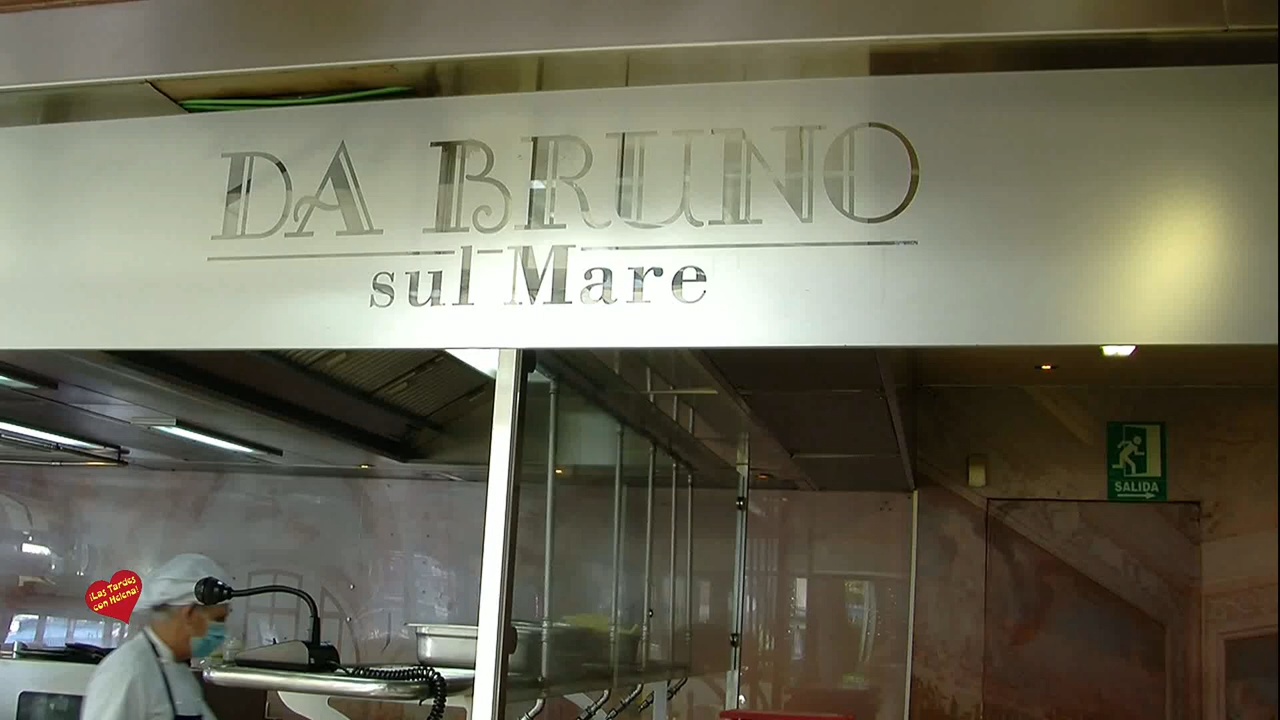 DA BRUNO
sul Mare
SALIDA
¡Las Tardes
con Helena!